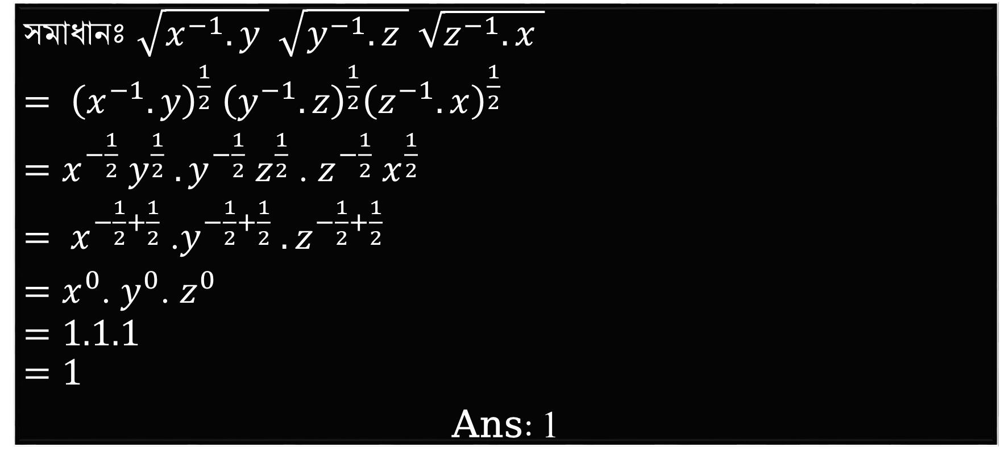 সমাধানঃ √(x⁻¹.y) √(y⁻¹.z) √(z⁻¹.x)
= (x⁻¹.y)^(1/2) (y⁻¹.z)^(1/2)(z⁻¹.x)^(1/2)
= x^(-1/2) y^(1/2) . y^(-1/2) z^(1/2) . z^(-1/2) x^(1/2)
= x^(-1/2+1/2) .y^(-1/2+1/2) . z^(-1/2+1/2)
= x⁰. y⁰. z⁰
= 1.1.1
= 1
Ans: 1